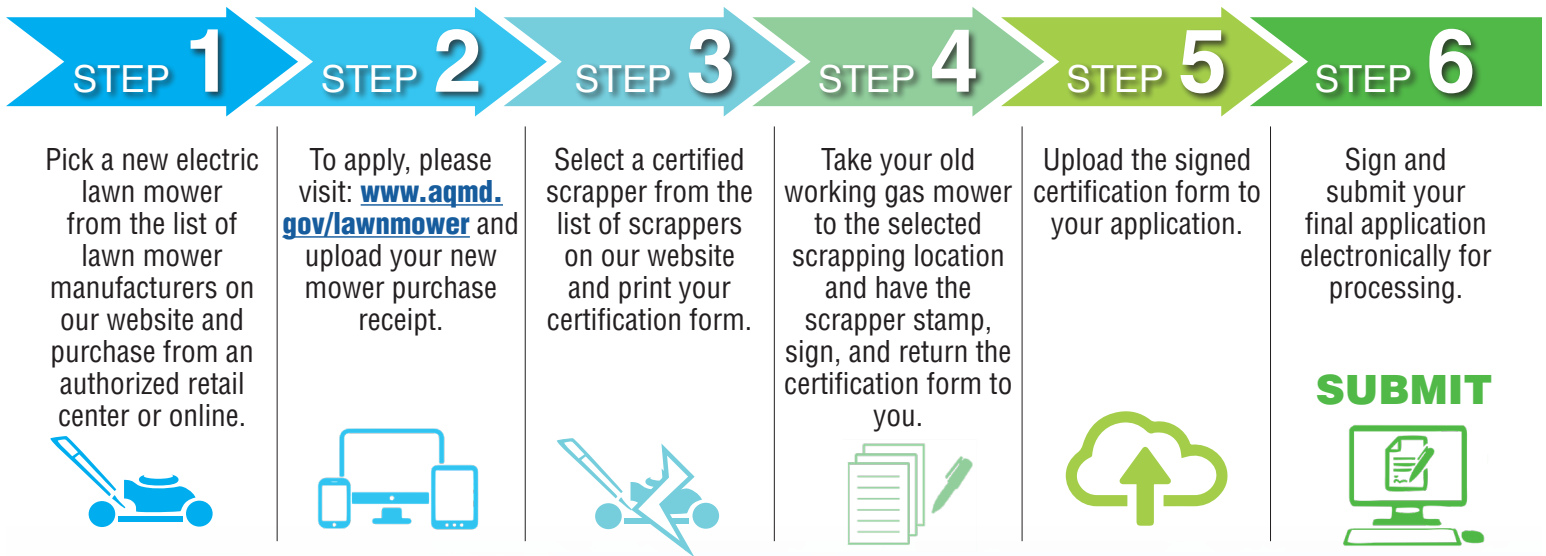 STEP 1
Pick a new electric
lawn mower
from the list of
lawn mower
manufacturers on
our website and
purchase from an
authorized retail
center or online.
STEP 2
To apply, please
visit: www.aqmd.
gov/lawnmower and
upload your new
mower purchase
receipt.
STEP 3
Select a certified
scrapper from the
list of scrappers
on our website
and print your
certification form.
STEP 4
Take your old
working gas mower
to the selected
scrapping location
and have the
scrapper stamp,
sign, and return the
certification form to
you.
STEP 5
Upload the signed
certification form to
your application.
STEP 6
Sign and
submit your
final application
electronically for
processing.
SUBMIT